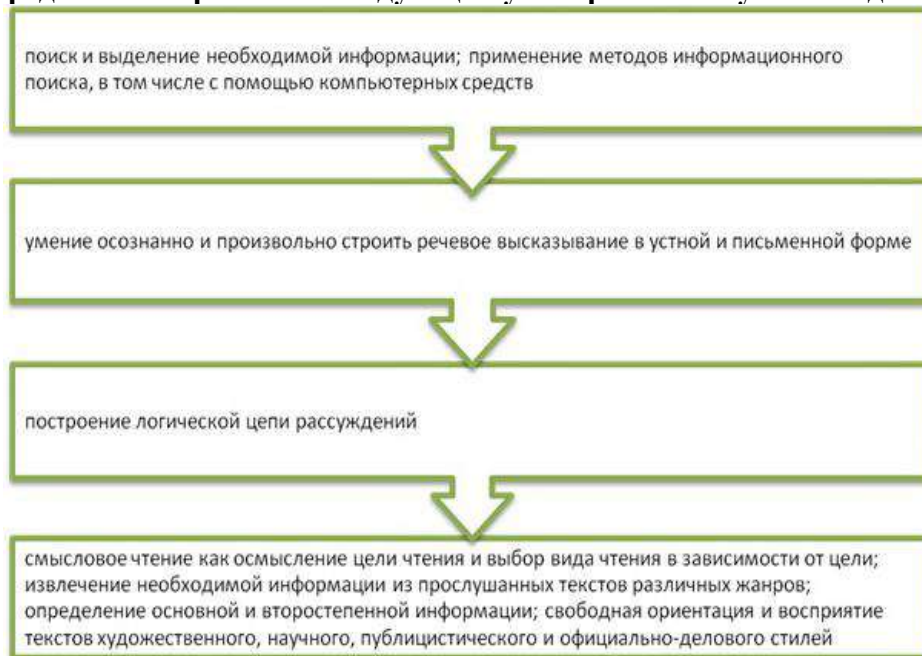 поиск и выделение необходимой информации; применение методов информационного
поиска, в том числе с помощью компьютерных средств
умение осознанно и произвольно строить речевое высказывание в устной и письменной форме
построение логической цепи рассуждений
смысловое чтение как осмысление цели чтения и выбор вида чтения в зависимости от цели;
извлечение необходимой информации из прослушанных текстов различных жанров;
определение основной и второстепенной информации; свободная ориентация и восприятие
текстов художественного, научного, публицистического и официально-делового стилей